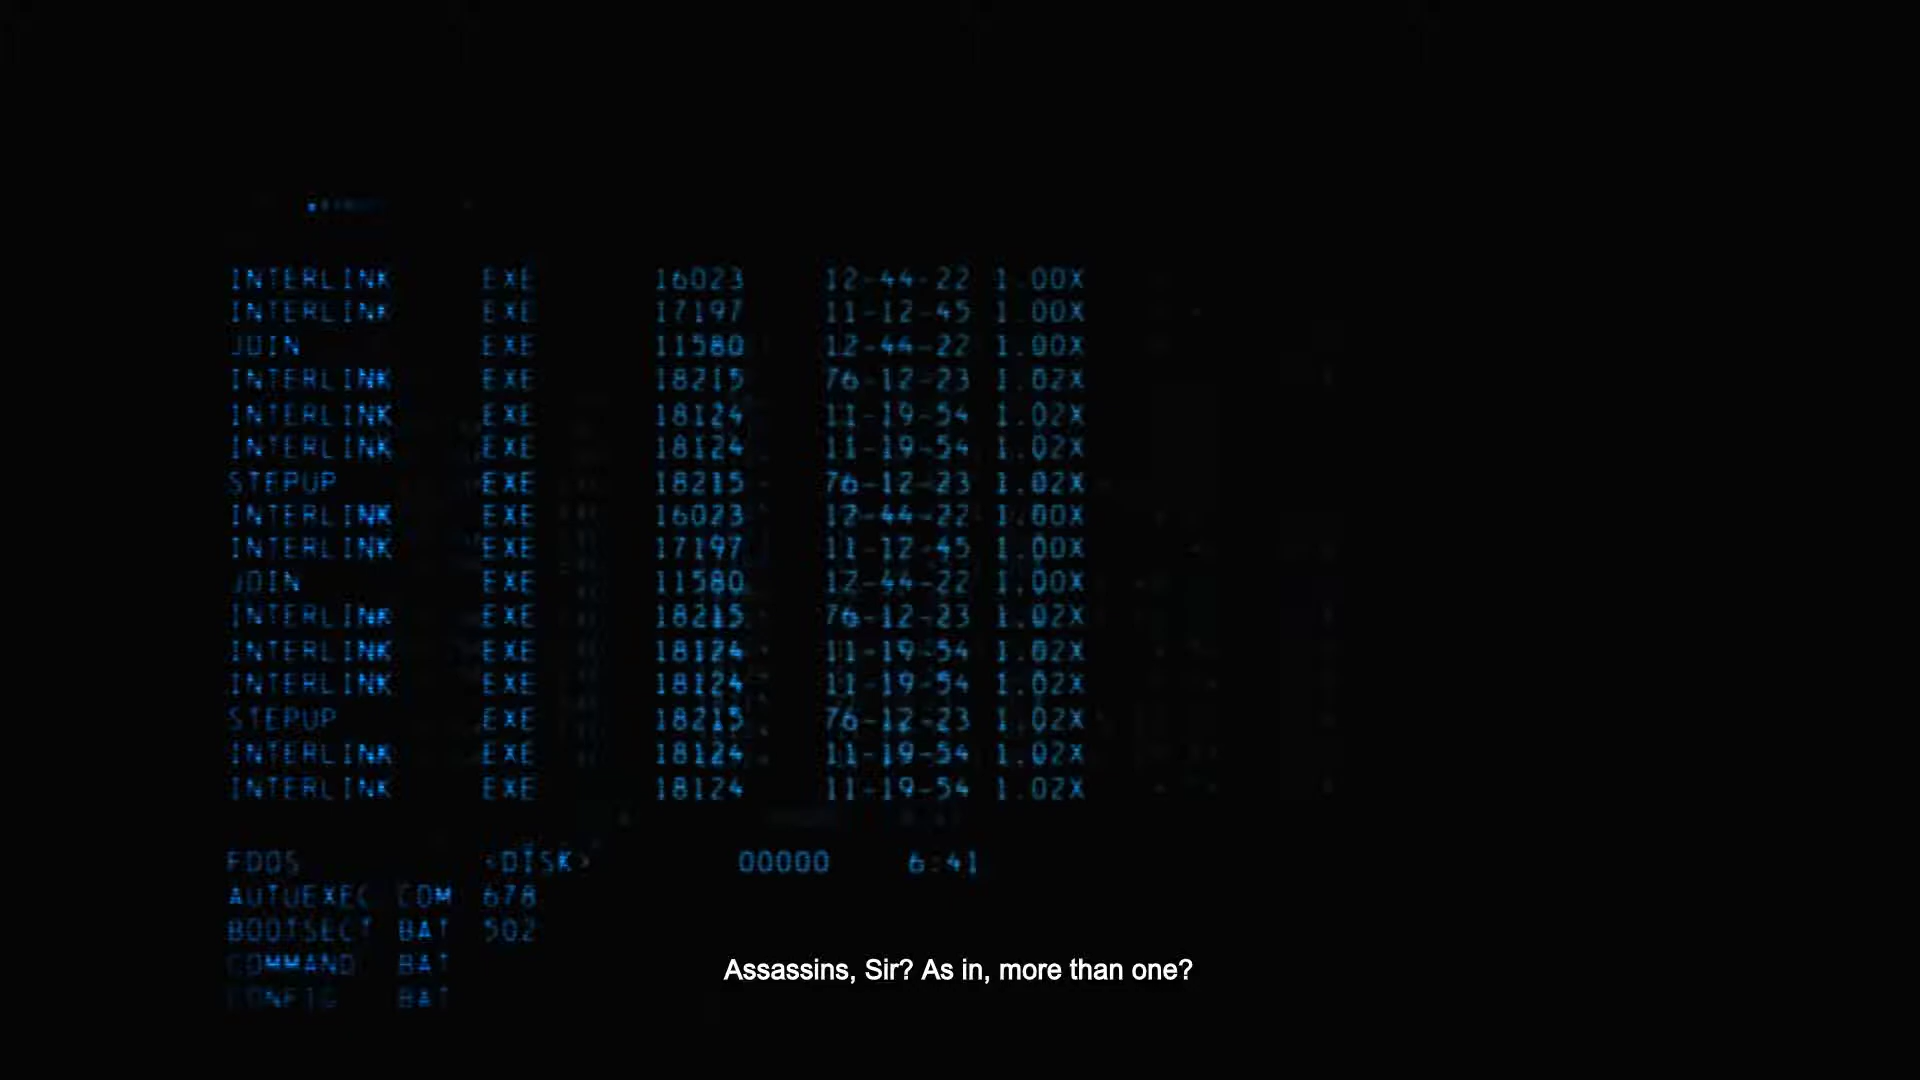 INTERLINK EXE 16023 12-44-22 1.00X
INTERLINK EXE 17197 11-12-45 1.00X
JOIN EXE 11580 12-44-22 1.00X
INTERLINK EXE 18215 76-12-23 1.02X
INTERLINK EXE 18124 11-19-54 1.02X
INTERLINK EXE 18124 11-19-54 1.02X
STEPUP EXE 18215 76-12-23 1.02X
INTERLINK EXE 16023 12-44-22 1.00X
INTERLINK EXE 17197 11-12-45 1.00X
JOIN EXE 11580 12-44-22 1.00X
INTERLINK EXE 18215 76-12-23 1.02X
INTERLINK EXE 18124 11-19-54 1.02X
INTERLINK EXE 18124 11-19-54 1.02X
STEPUP EXE 18215 76-12-23 1.02X
INTERLINK EXE 18124 11-19-54 1.02X
INTERLINK EXE 18124 11-19-54 1.02X
FDOS <DISK> 00000 6:41
AUTUEXEC COM 678
BOOTSECT BAT 502
COMMAND BAT
CONFIG BAT
Assassins, Sir? As in, more than one?